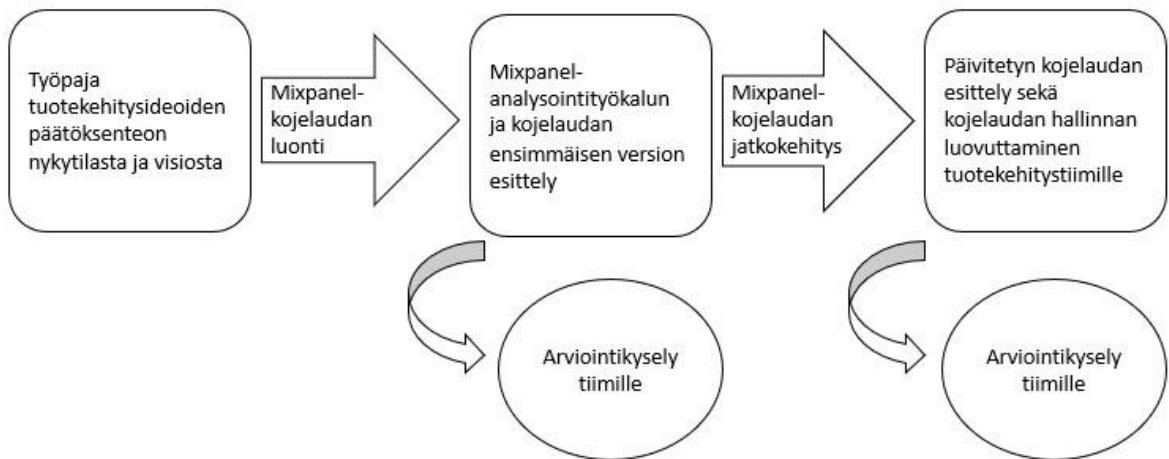 Työpaja
tuotekehitysideoiden
päätöksenteon
nykytilasta ja visiosta
Mixpanel-
kojelaudan
luonti
Mixpanel-
analysointityökalun
ja kojelaudan
ensimmäisen version
esittely
Mixpanel-
kojelaudan
jatkokehitys
Päivitetyn kojelaudan
esittely sekä
kojelaudan hallinnan
luovuttaminen
tuotekehitystiimille
Arviointikysely
tiimille
Arviointikysely
tiimille